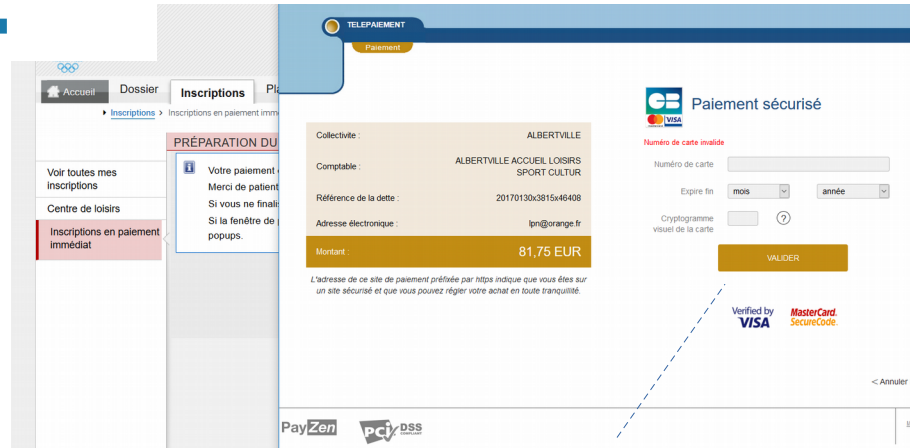 TELEPAIEMENT
Paiement
Accueil
Dossier
Inscriptions
Inscriptions > Inscriptions en paiement imm
PRÉPARATION DU
Voir toutes mes
inscriptions
Centre de loisirs
Inscriptions en paiement
immédiat
Votre paiement
Merci de patient
Si vous ne finalis
Si la fenêtre de
popups.
Collectivite :
ALBERTVILLE
Comptable :
ALBERTVILLE ACCUEIL LOISIRS
SPORT CULTUR
Référence de la dette :
20170130x3815x46408
Adresse électronique :
lpn@orange.fr
Montant :
81,75 EUR
L'adresse de ce site de paiement préfixée par https indique que vous êtes sur
un site sécurisé et que vous pouvez régler votre achat en toute tranquillité.
CB
VISA
Paiement sécurisé
Numéro de carte invalide
Numéro de carte
Expire fin
mois
année
Cryptogramme
visuel de la carte
?
VALIDER
Verified by
VISA
MasterCard.
SecureCode.
< Annuler
PayZen
PCI DSS
COMPLIANT